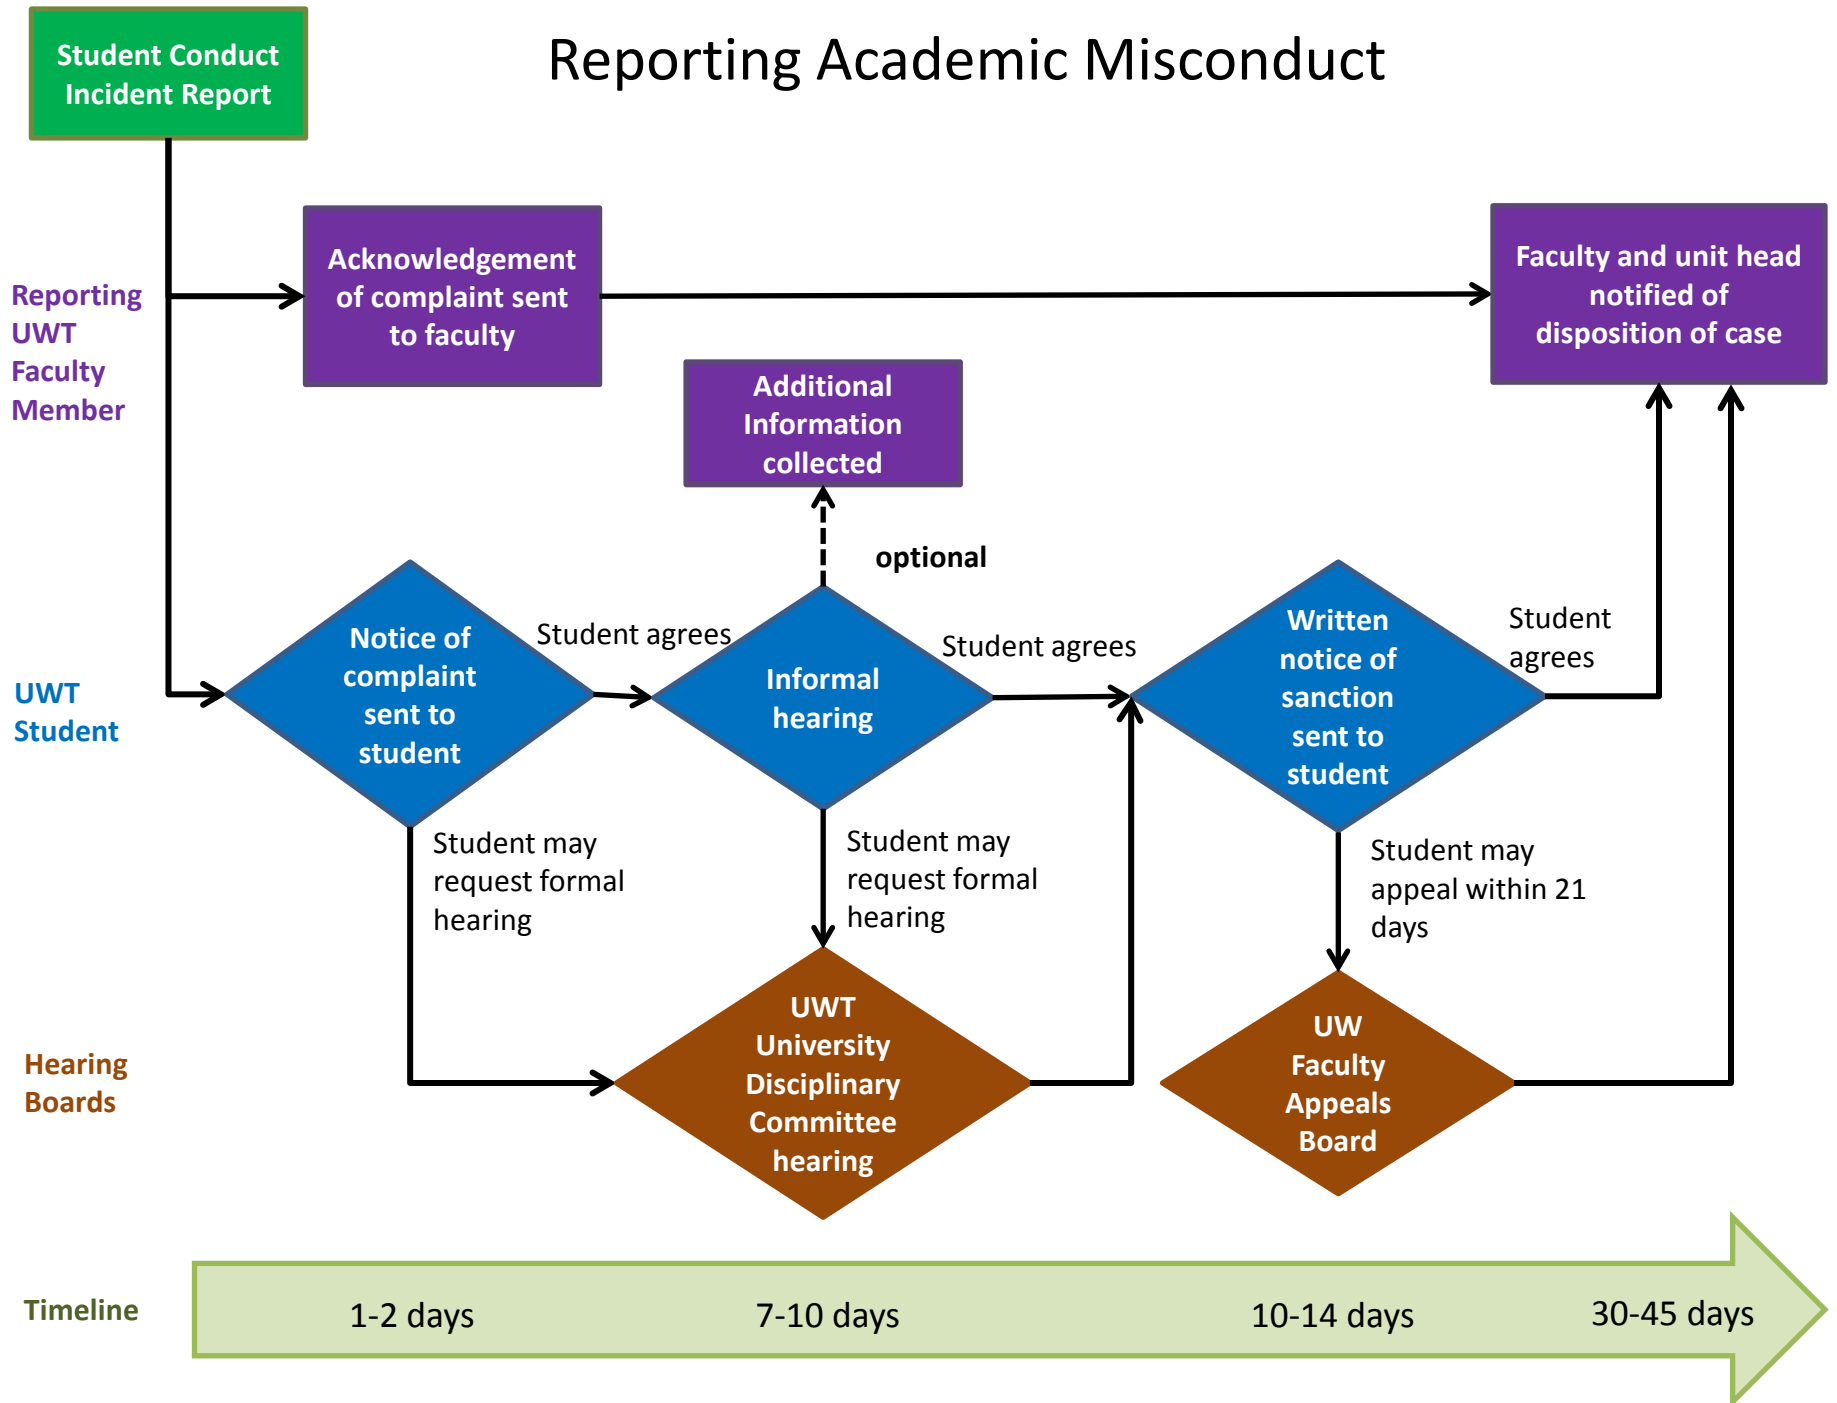 Student Conduct
Incident Report
Reporting Academic Misconduct
Reporting
UWT
Faculty
Member
Acknowledgement
of complaint sent
to faculty
Faculty and unit head
notified of
disposition of case
Additional
Information
collected
optional
UWT
Student
Notice of
complaint
sent to
student
Student agrees
Informal
hearing
Student agrees
Written
notice of
sanction
sent to
student
Student
agrees
Student may
request formal
hearing
Student may
request formal
hearing
Student may
appeal within 21
days
Hearing
Boards
UWT
University
Disciplinary
Committee
hearing
UW
Faculty
Appeals
Board
Timeline
1-2 days
7-10 days
10-14 days
30-45 days